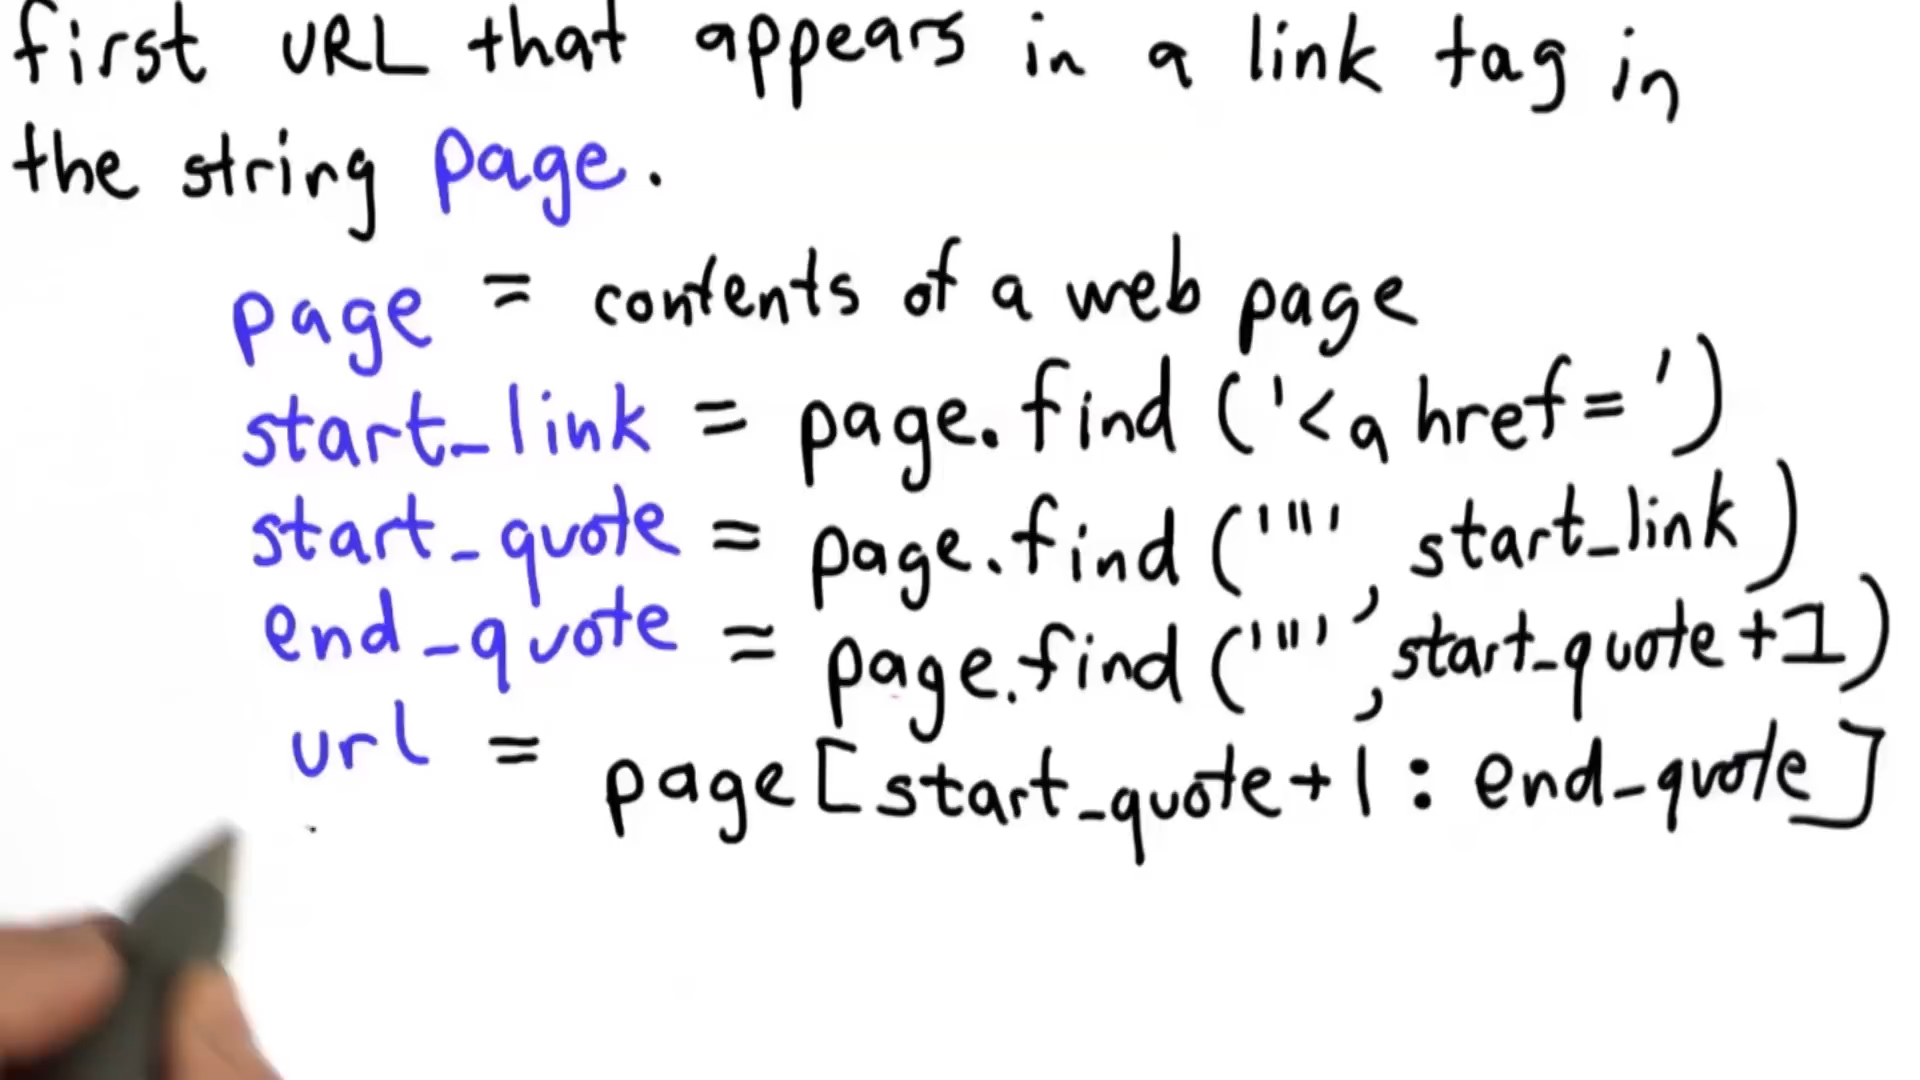 first URL that appears in a link tag in
the string page.
page = contents of a web page
start_link = page.find('<a href=')
start_quote = page.find('"', start_link)
end_quote = page.find('"', start_quote+1)
url = page[start_quote+1:end_quote]